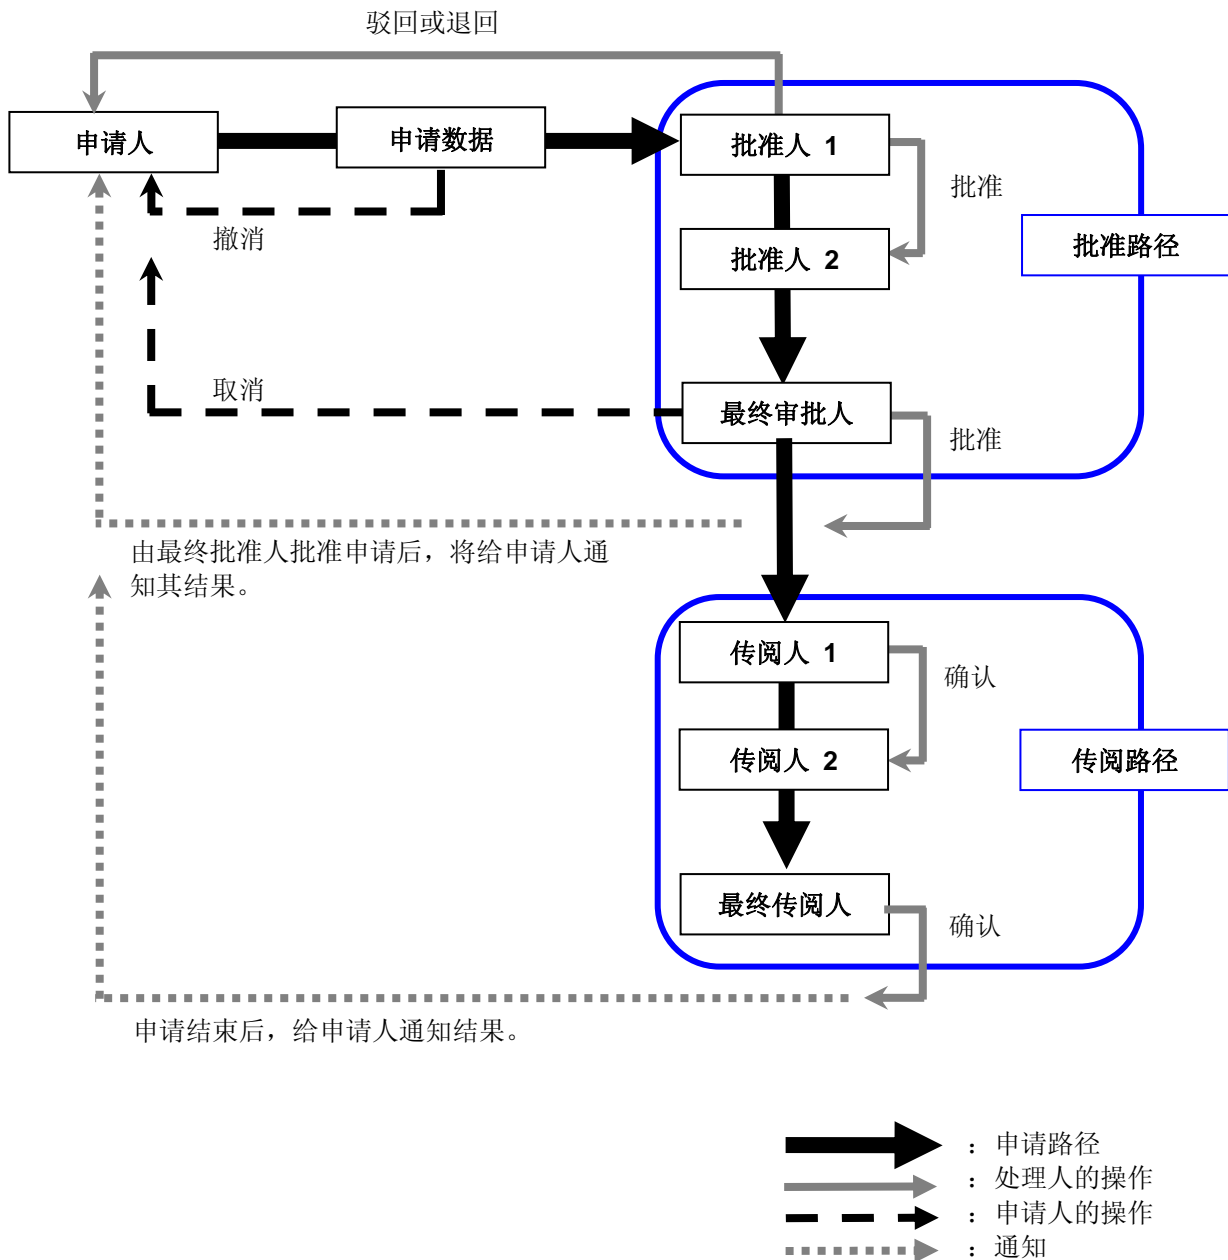 驳回或退回
申请人
申请数据
批准人 1
批准
撤消
批准人 2
批准路径
取消
最终审批人
批准
由最终批准人批准申请后，将给申请人通
知其结果。
传阅人 1
确认
传阅人 2
传阅路径
最终传阅人
确认
申请结束后，给申请人通知结果。
：申请路径
：处理人的操作
：申请人的操作
：通知